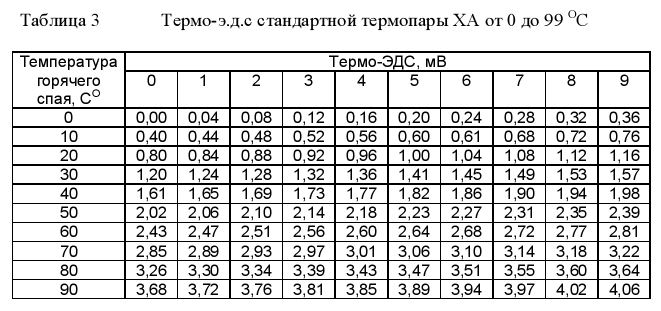 Таблица 3 Термо-э.д.с стандартной термопары ХА от 0 до 99 ОС
Температура горячего спая, СО Термо-ЭДС, мВ
0 1 2 3 4 5 6 7 8 9
0 0,00 0,04 0,08 0,12 0,16 0,20 0,24 0,28 0,32 0,36
10 0,40 0,44 0,48 0,52 0,56 0,60 0,61 0,68 0,72 0,76
20 0,80 0,84 0,88 0,92 0,96 1,00 1,04 1,08 1,12 1,16
30 1,20 1,24 1,28 1,32 1,36 1,41 1,45 1,49 1,53 1,57
40 1,61 1,65 1,69 1,73 1,77 1,82 1,86 1,90 1,94 1,98
50 2,02 2,06 2,10 2,14 2,18 2,23 2,27 2,31 2,35 2,39
60 2,43 2,47 2,51 2,56 2,60 2,64 2,68 2,72 2,77 2,81
70 2,85 2,89 2,93 2,97 3,01 3,06 3,10 3,14 3,18 3,22
80 3,26 3,30 3,34 3,39 3,43 3,47 3,51 3,55 3,60 3,64
90 3,68 3,72 3,76 3,81 3,85 3,89 3,94 3,97 4,02 4,06